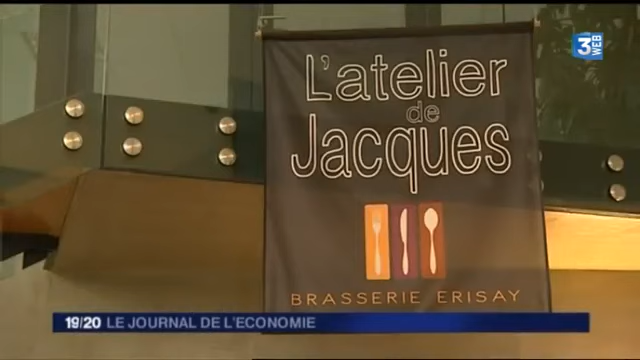 3 WEB
L'atelier
de
Jacques
BRASSERIE ERISAY
19/20 LE JOURNAL DE L'ECONOMIE